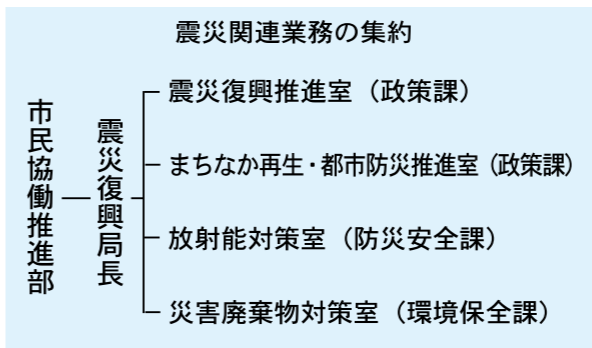 震災関連業務の集約
市民協働推進部
震災復興局長
震災復興推進室（政策課）
まちなか再生・都市防災推進室（政策課）
放射能対策室（防災安全課）
災害廃棄物対策室（環境保全課）